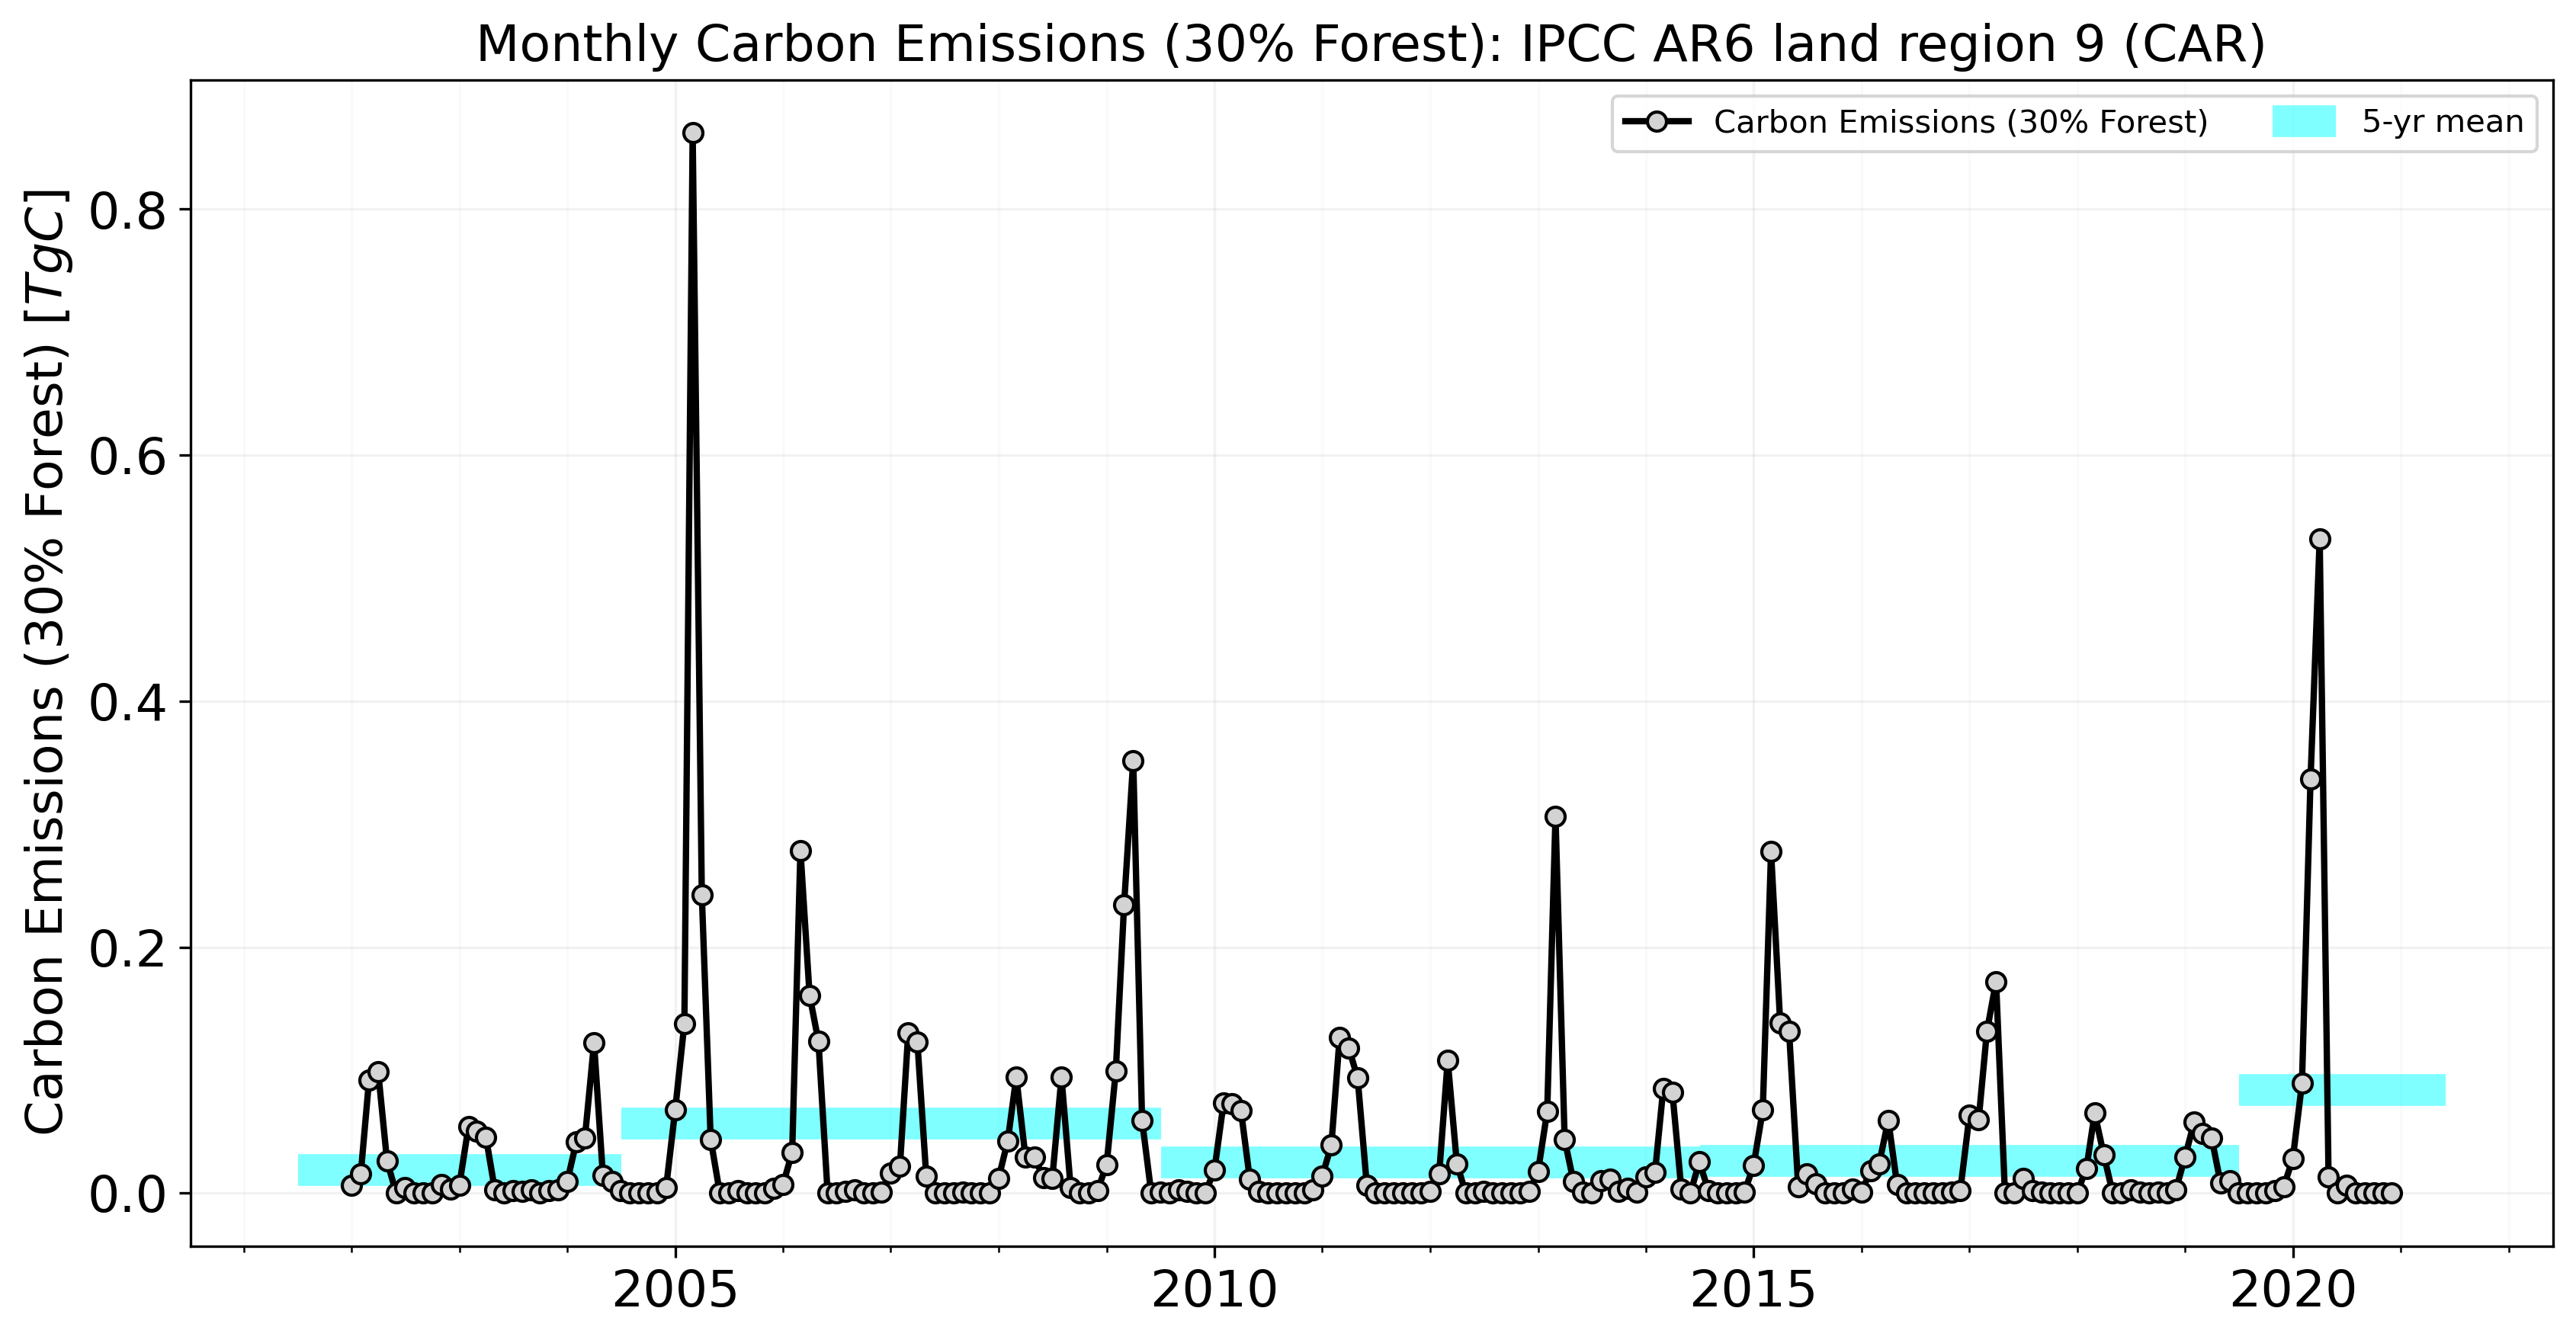 Monthly Carbon Emissions (30% Forest): IPCC AR6 land region 9 (CAR)
Carbon Emissions (30% Forest)
5-yr mean
Carbon Emissions (30% Forest) [TgC]
0.8
0.6
0.4
0.2
0.0
2005
2010
2015
2020